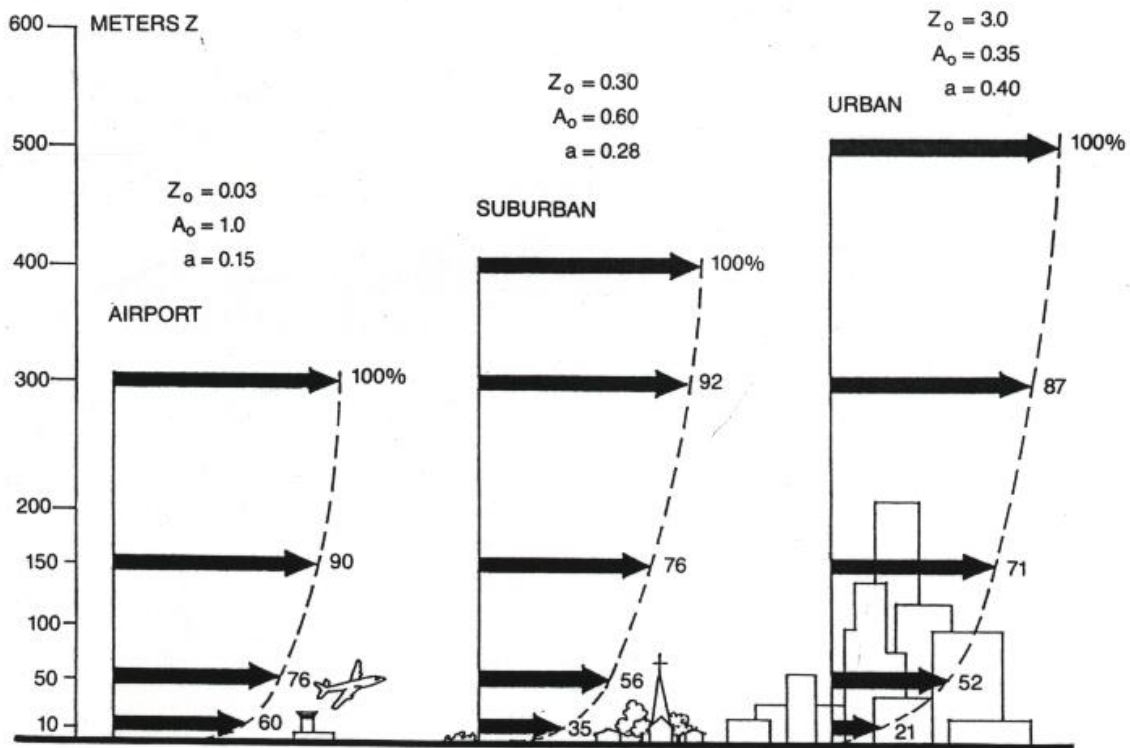 600 METERS Z
500
400
300
200
150
100
50
10
Z₀ = 0.03
A₀ = 1.0
a = 0.15
AIRPORT
100%
90
76
60
Z₀ = 0.30
A₀ = 0.60
a = 0.28
SUBURBAN
100%
92
76
56
35
Z₀ = 3.0
A₀ = 0.35
a = 0.40
URBAN
100%
87
71
52
21